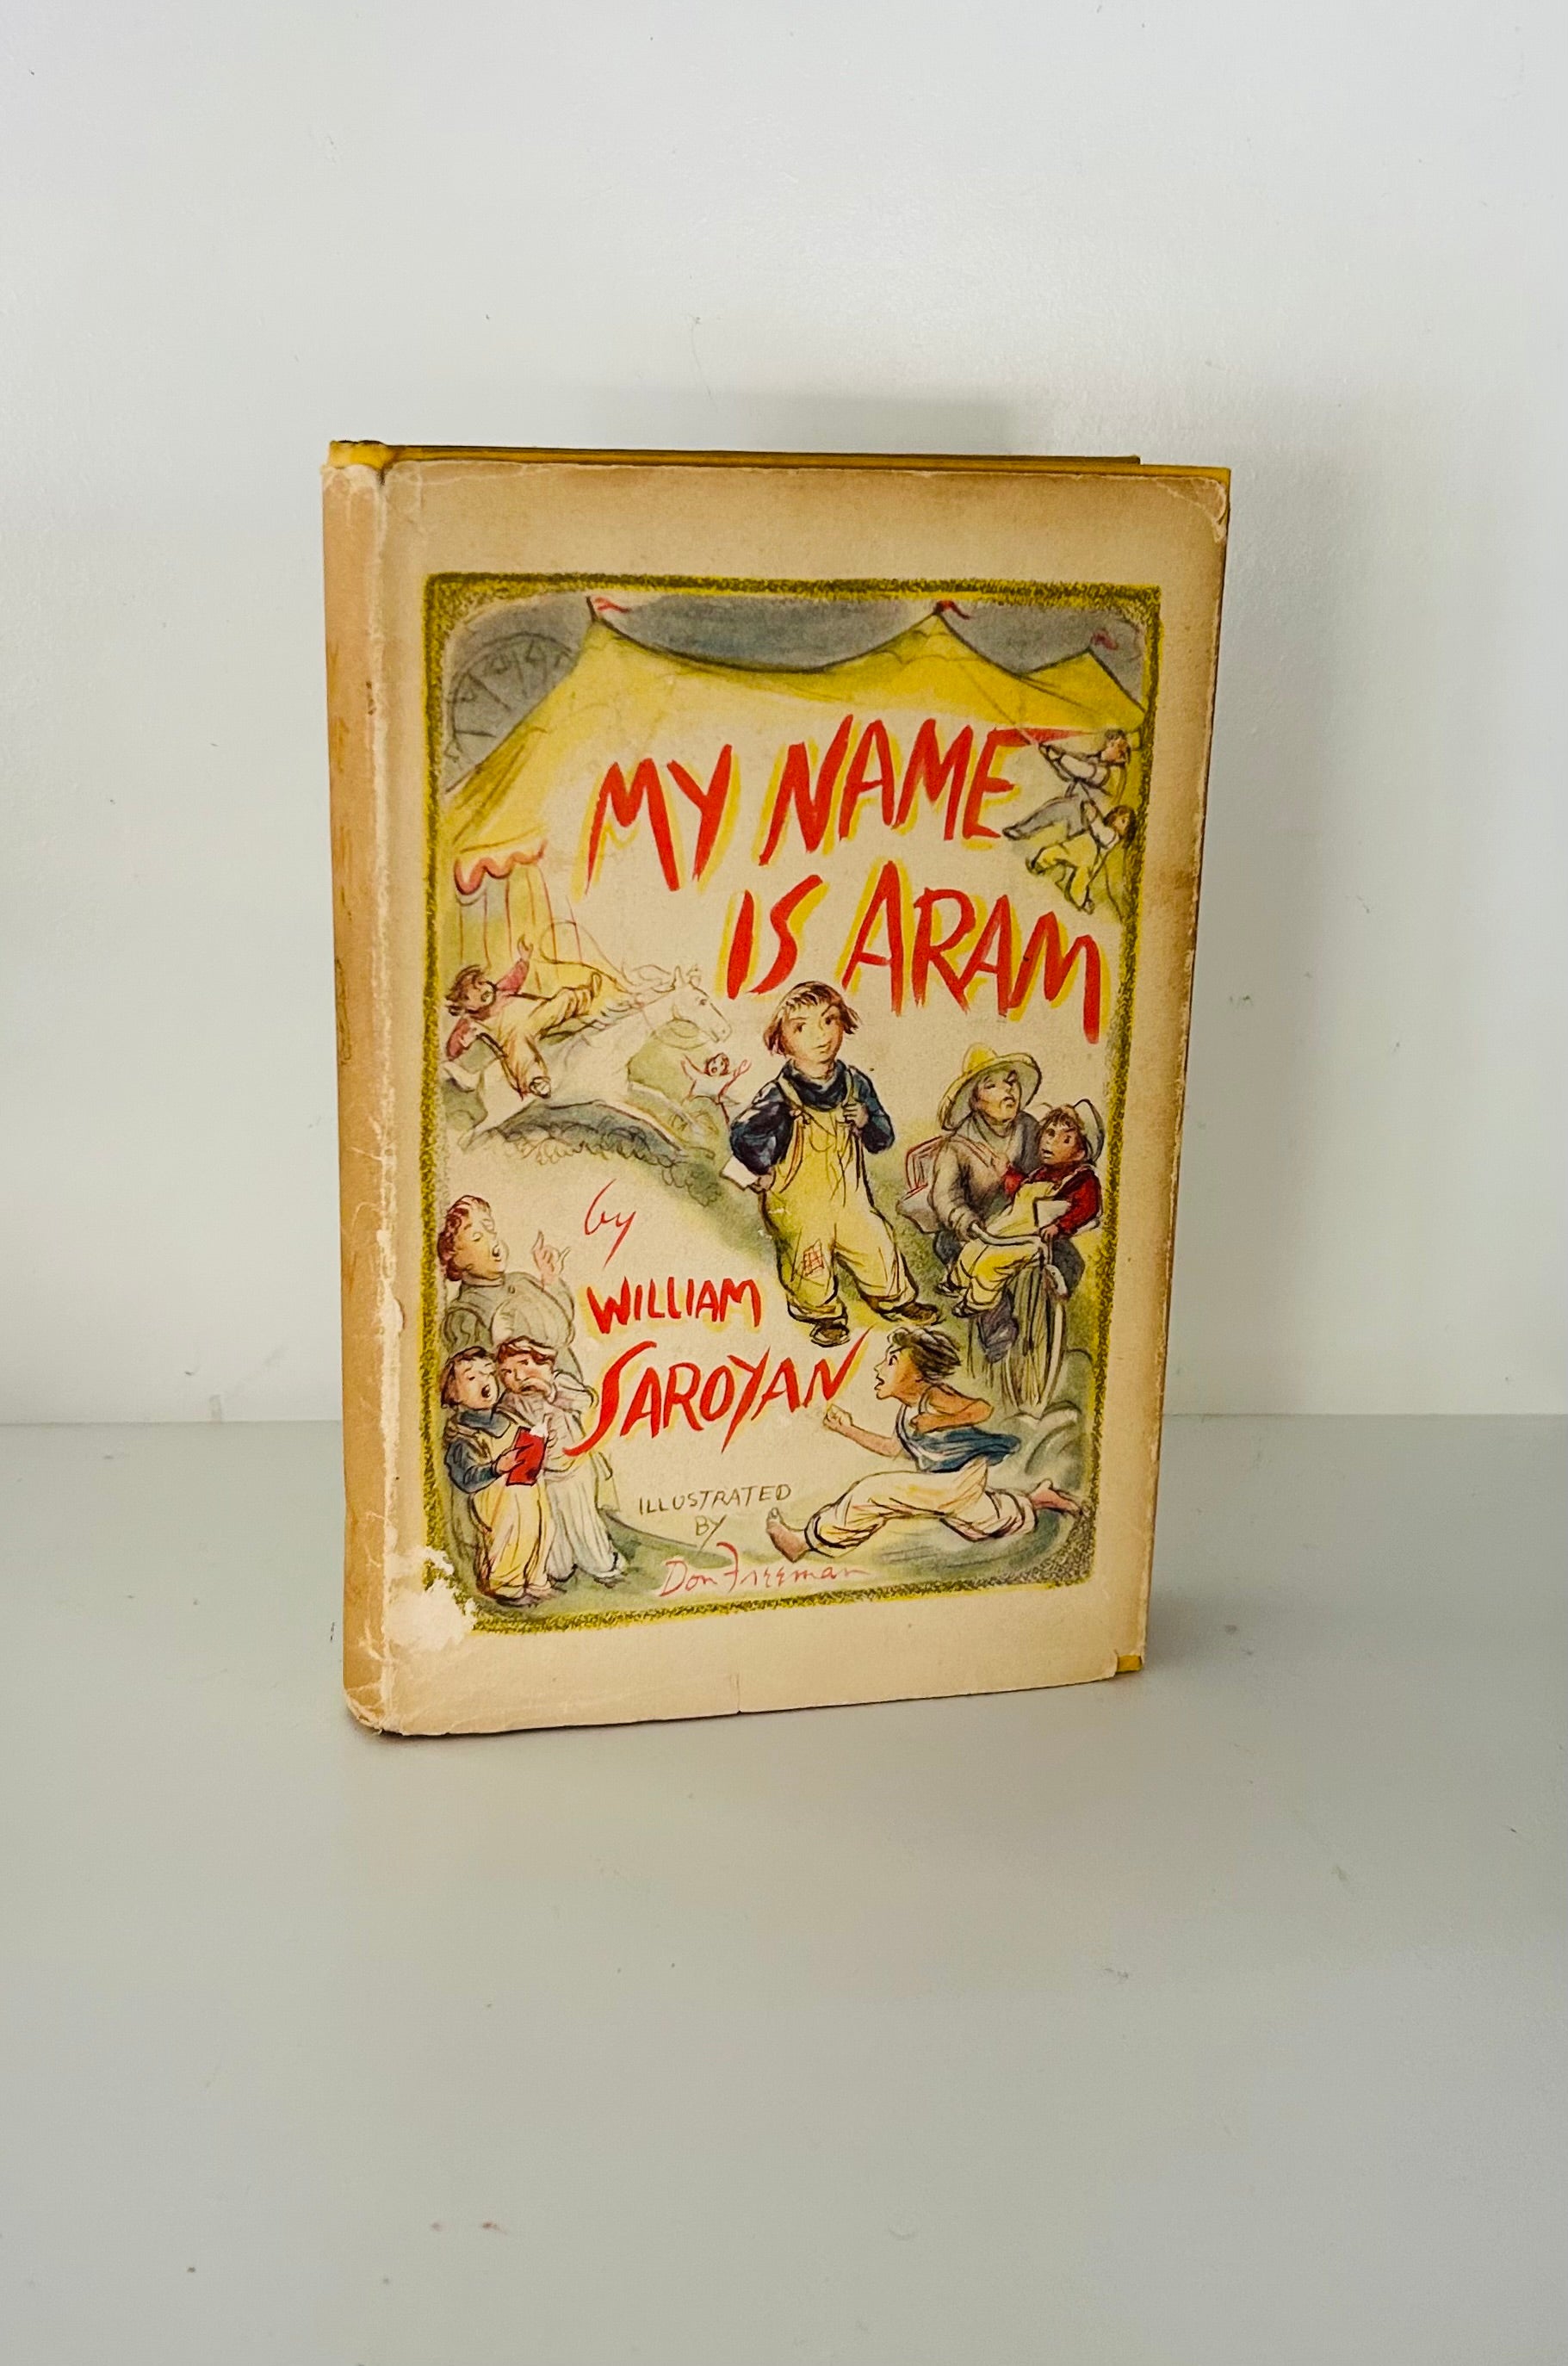 MY NAME
IS ARAM
by
WILLIAM
SAROYAN
ILLUSTRATED
BY
Don Freeman